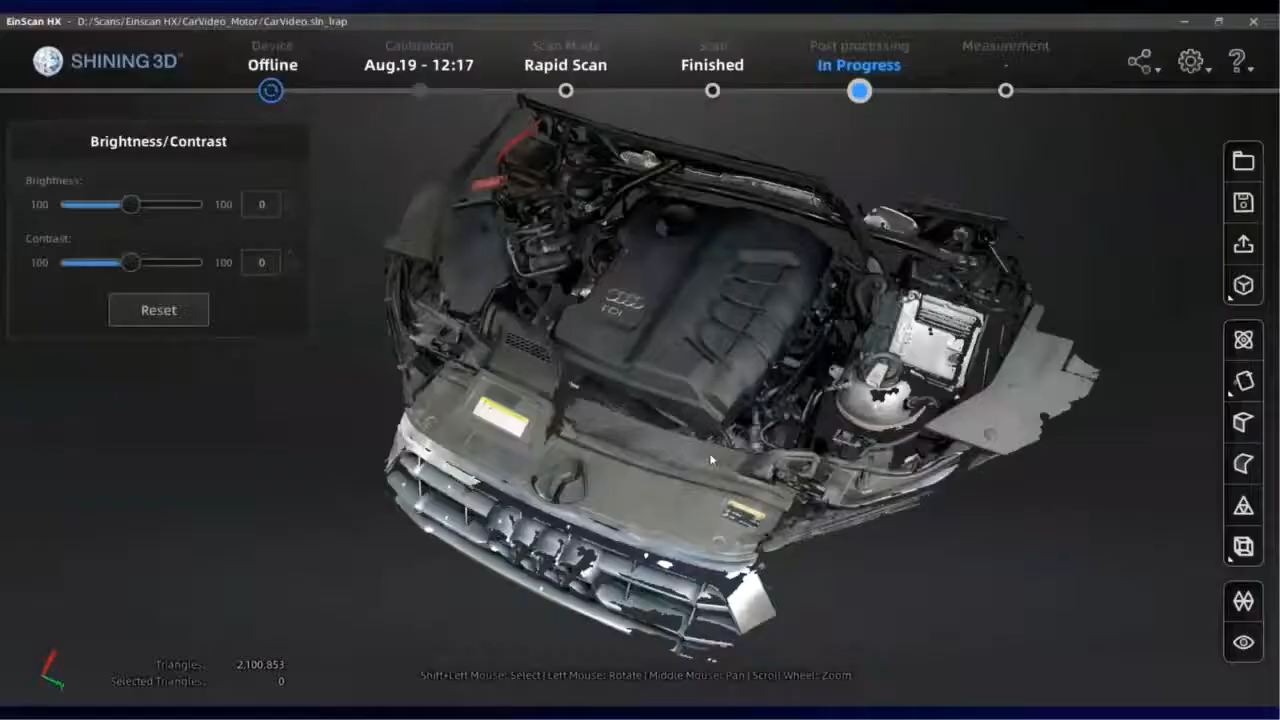 EinScan HX - D:/Scans/Einscan HX/CarVideo_Motor/CarVideo.sln_lrap
SHINING 3D
Device
Offline
Calibration
Aug.19 - 12:17
Scan Mode
Rapid Scan
Scan
Finished
Post processing
In Progress
Measurement
-
Brightness/Contrast
Brightness:
100 100 0
Contrast:
100 100 0
Reset
Triangles: 2,100,853
Selected Triangles: 0
Shift+Left Mouse: Select | Left Mouse: Rotate | Middle Mouse: Pan | Scroll Wheel: Zoom